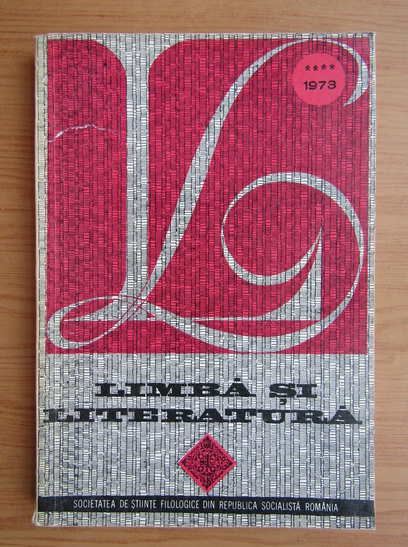 ****
1973
LIMBĂ ȘI
LITERATURĂ
SOCIETATEA DE ȘTIINȚE FILOLOGICE DIN REPUBLICA SOCIALISTĂ ROMÂNIA